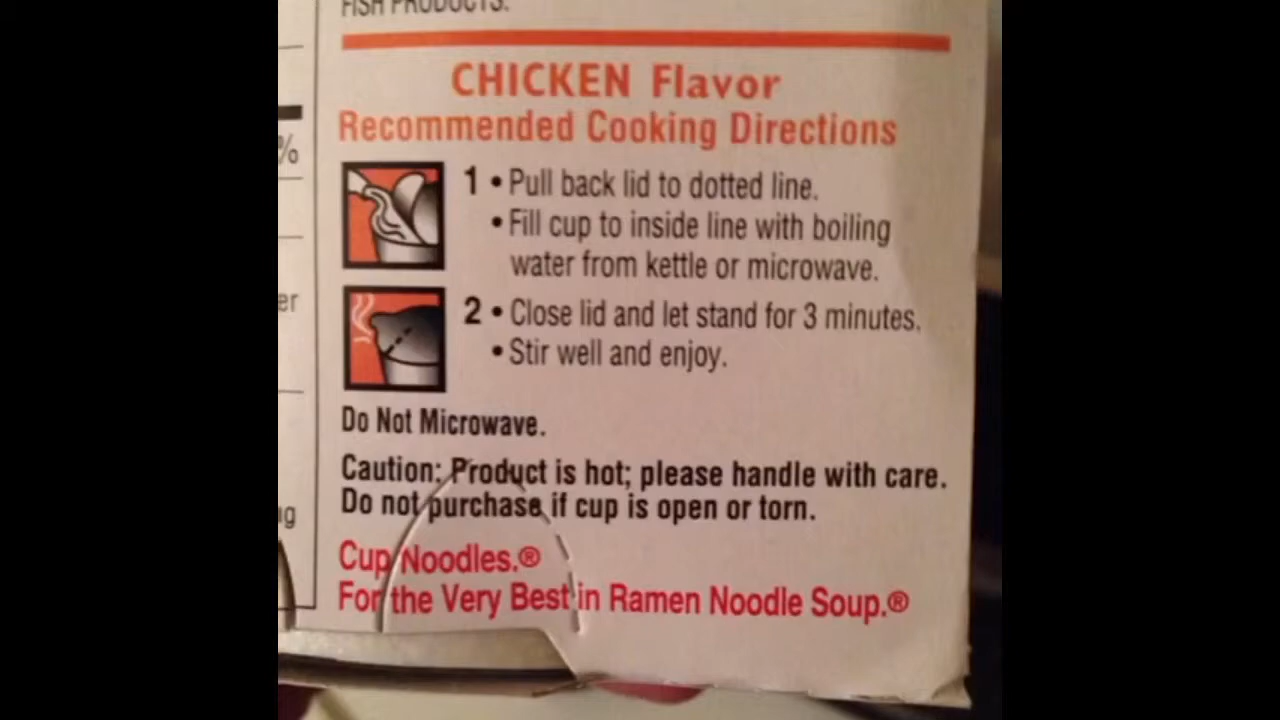 FISH PRODUCTS.
CHICKEN Flavor
Recommended Cooking Directions
%
1 • Pull back lid to dotted line.
• Fill cup to inside line with boiling
water from kettle or microwave.
er
2 • Close lid and let stand for 3 minutes.
• Stir well and enjoy.
Do Not Microwave.
Caution: Product is hot; please handle with care.
Do not purchase if cup is open or torn.
Cup Noodles.®
For the Very Best in Ramen Noodle Soup.®